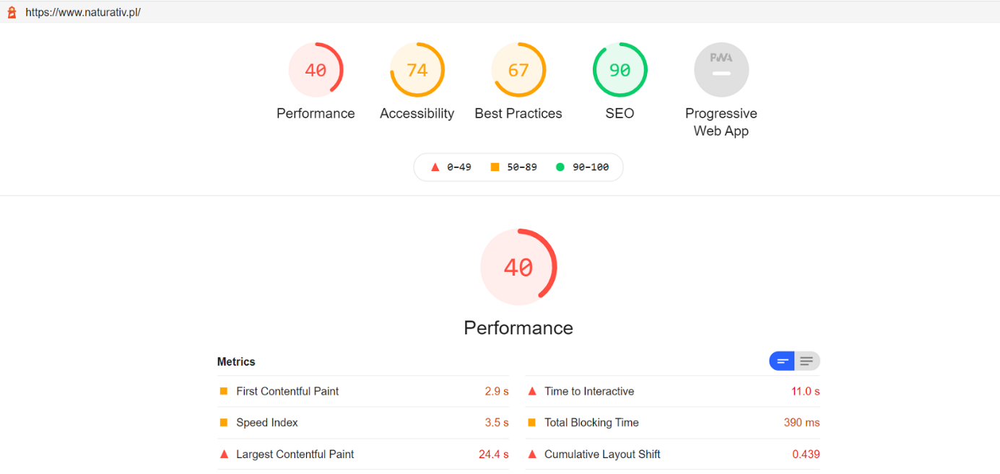 https://www.naturativ.pl/
40 74 67 90 PWA
Performance Accessibility Best Practices SEO Progressive
Web App
0–49 50–89 90–100
40
Performance
Metrics
First Contentful Paint 2.9 s Time to Interactive 11.0 s
Speed Index 3.5 s Total Blocking Time 390 ms
Largest Contentful Paint 24.4 s Cumulative Layout Shift 0.439